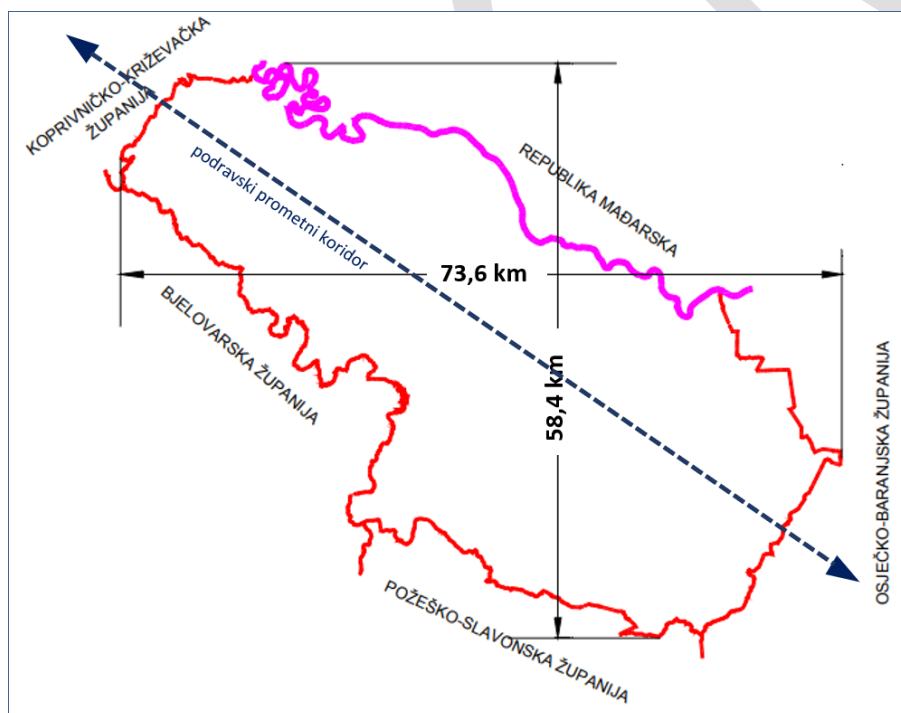 KOPRIVNIČKO-KRIŽEVAČKA
ŽUPANIJA
podravski prometni koridor
REPUBLIKA MAĐARSKA
73,6 km
BJELOVARSKA ŽUPANIJA
58,4 km
OSJEČKO-BARANJSKA ŽUPANIJA
POŽEŠKO-SLAVONSKA ŽUPANIJA